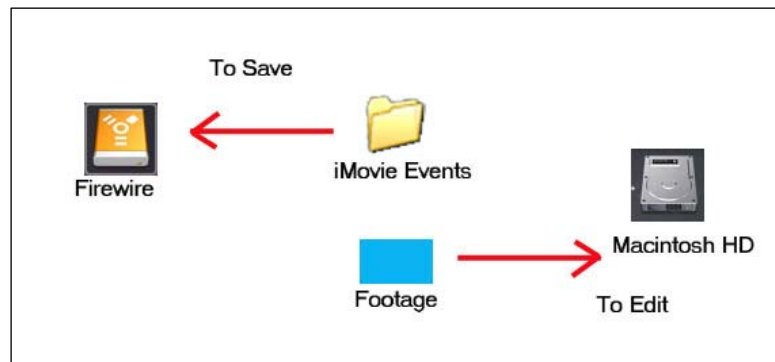 To Save
Firewire
iMovie Events
Macintosh HD
Footage
To Edit